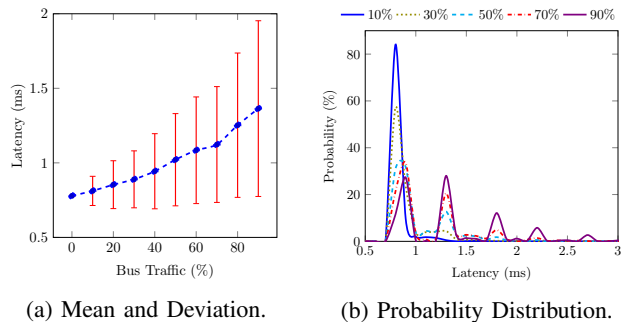 2
1.5
1
0.5
0 20 40 60 80
Latency (ms)
Bus Traffic (%)
(a) Mean and Deviation.
10% 30% 50% 70% 90%
80
60
40
20
0
0.5 1 1.5 2 2.5 3
Probability (%)
Latency (ms)
(b) Probability Distribution.